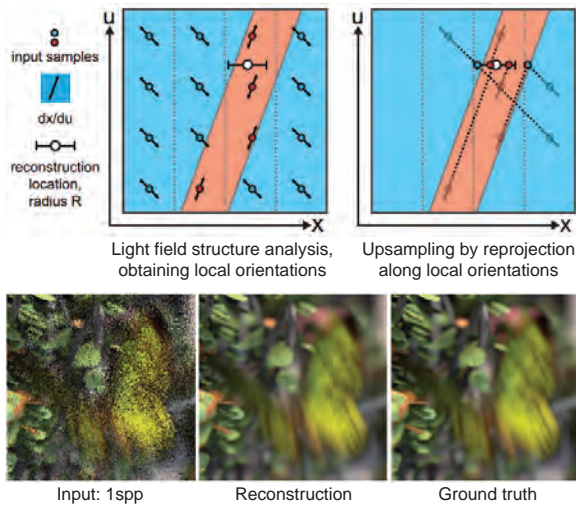 u
input samples
dx/du
reconstruction
location,
radius R
x
Light field structure analysis,
obtaining local orientations
u
x
Upsampling by reprojection
along local orientations
Input: 1spp
Reconstruction
Ground truth